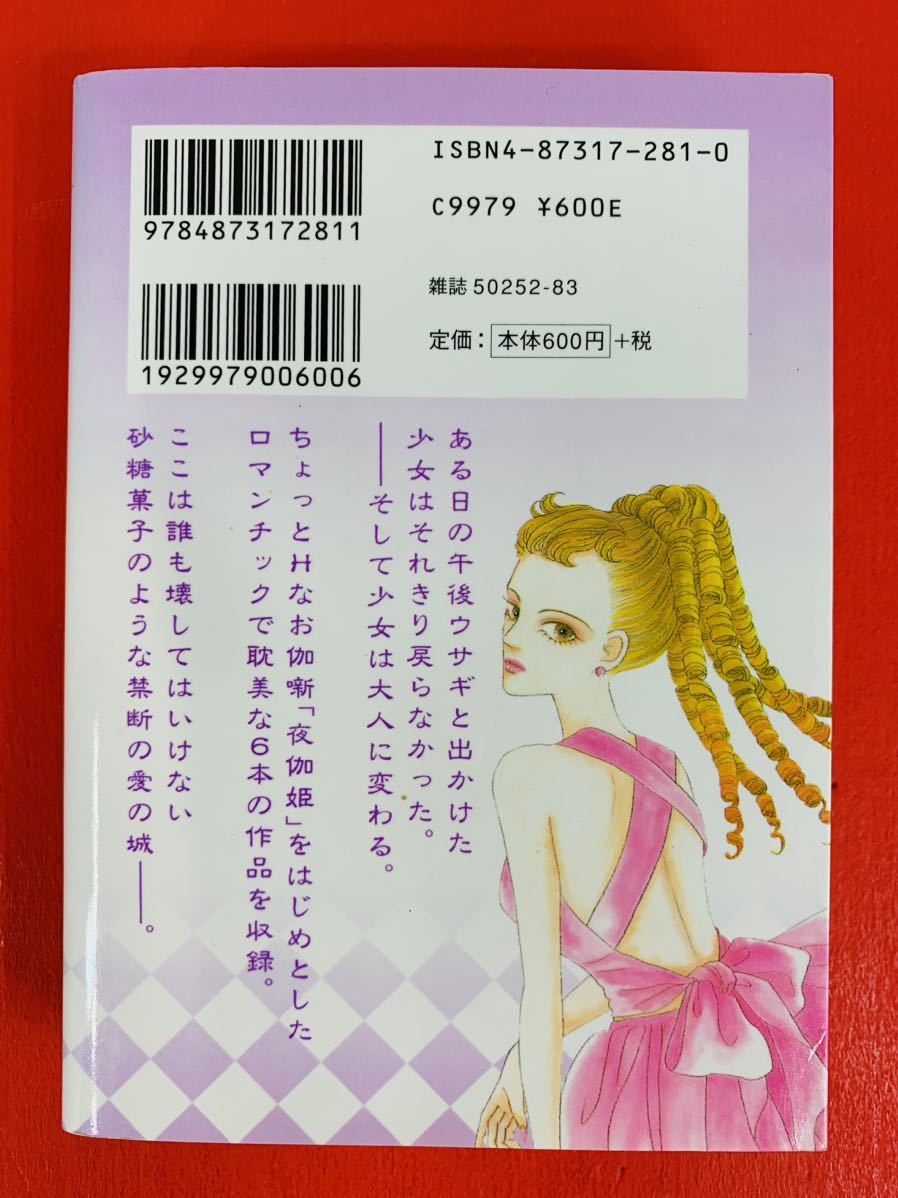 ISBN4-87317-281-0
C9979 ¥600E
9784873172811
雑誌 50252-83
定価：本体600円+税
1929979006006
ある日の午後ウサギと出かけた
少女はそれきり戻らなかった。
――そして少女は大人に変わる。
ちょっとHなお伽噺「夜伽姫」をはじめとした
ロマンチックで耽美な6本の作品を収録。
ここは誰も壊してはいけない
砂糖菓子のような禁断の愛の城――。